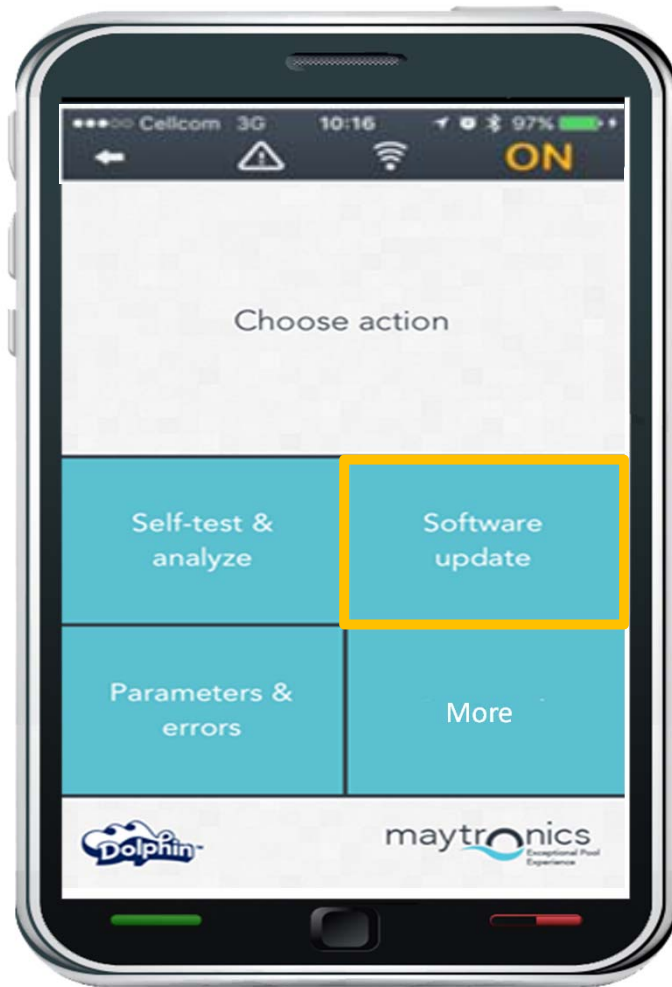 Cellcom 3G 10:16 97%
ON
Choose action
Self-test &
analyze
Software
update
Parameters &
errors
More
Dolphin
maytronics
Exceptional Pool
Experience